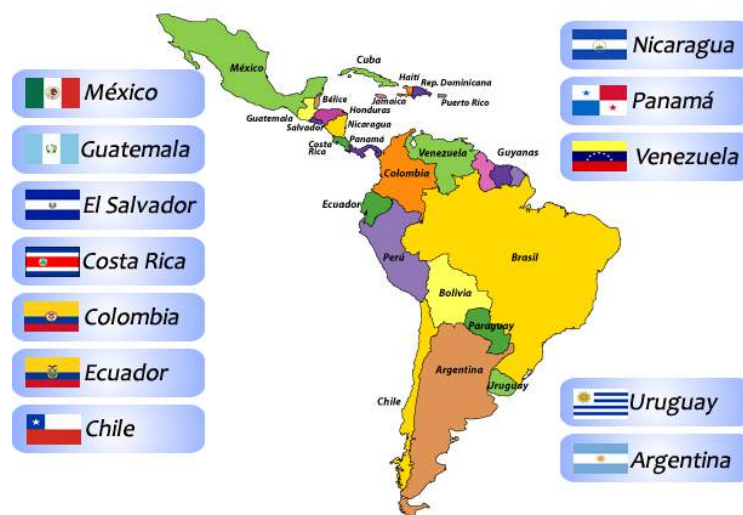 México
Guatemala
El Salvador
Costa Rica
Colombia
Ecuador
Chile
México
Cuba
Haití
Rep. Dominicana
Bélice
Jamaica
Puerto Rico
Honduras
Guatemala
Salvador
Nicaragua
Costa
Rica
Panamá
Venezuela
Guyanas
Colombia
Ecuador
Perú
Brasil
Bolivia
Paraguay
Argentina
Chile
Uruguay
Nicaragua
Panamá
Venezuela
Uruguay
Argentina